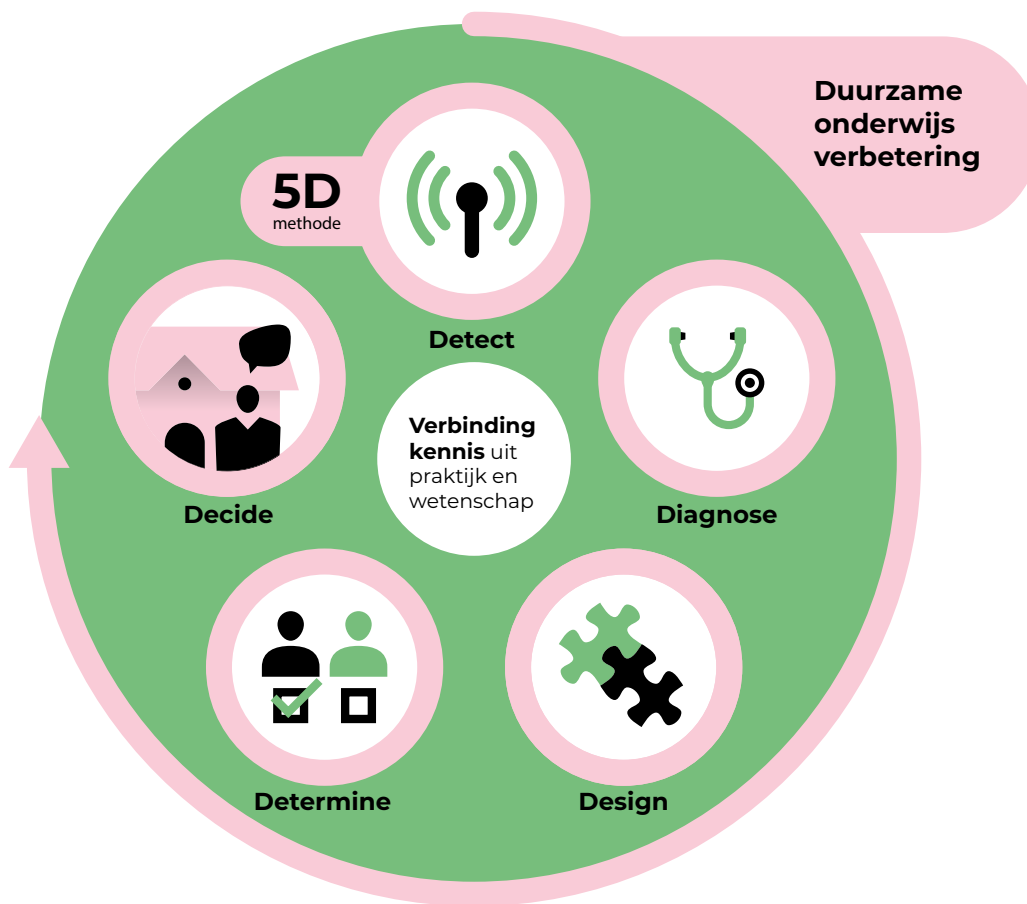 Duurzame
onderwijs
verbetering
5D
methode
Detect
Verbinding
kennis uit
praktijk en
wetenschap
Decide
Diagnose
Determine
Design